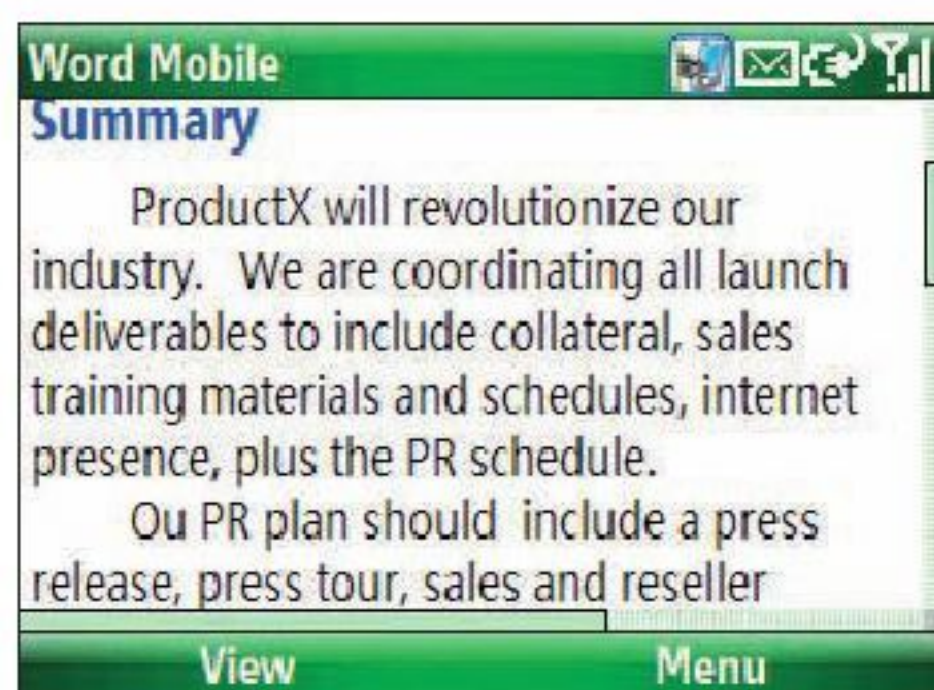 Word Mobile
Summary
ProductX will revolutionize our
industry. We are coordinating all launch
deliverables to include collateral, sales
training materials and schedules, internet
presence, plus the PR schedule.
Ou PR plan should include a press
release, press tour, sales and reseller
View Menu